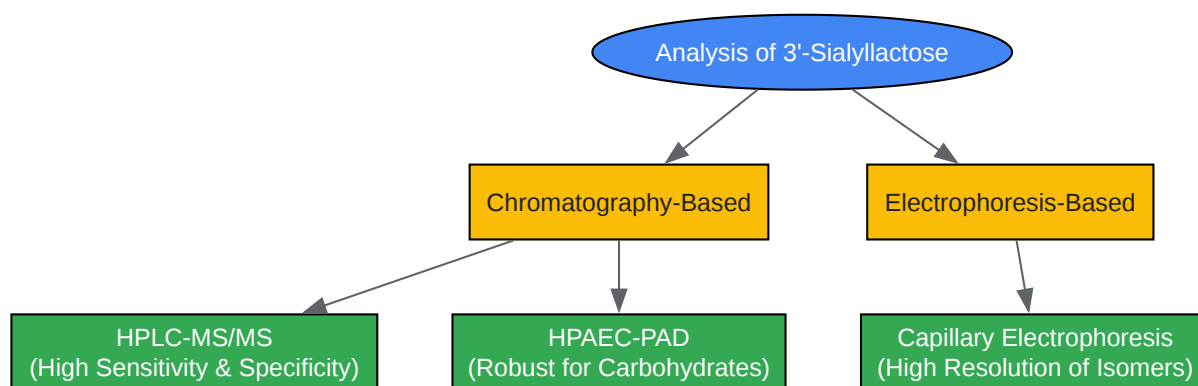 Analysis of 3'-Sialyllactose
Chromatography-Based
Electrophoresis-Based
HPLC-MS/MS
(High Sensitivity & Specificity)
HPAEC-PAD
(Robust for Carbohydrates)
Capillary Electrophoresis
(High Resolution of Isomers)